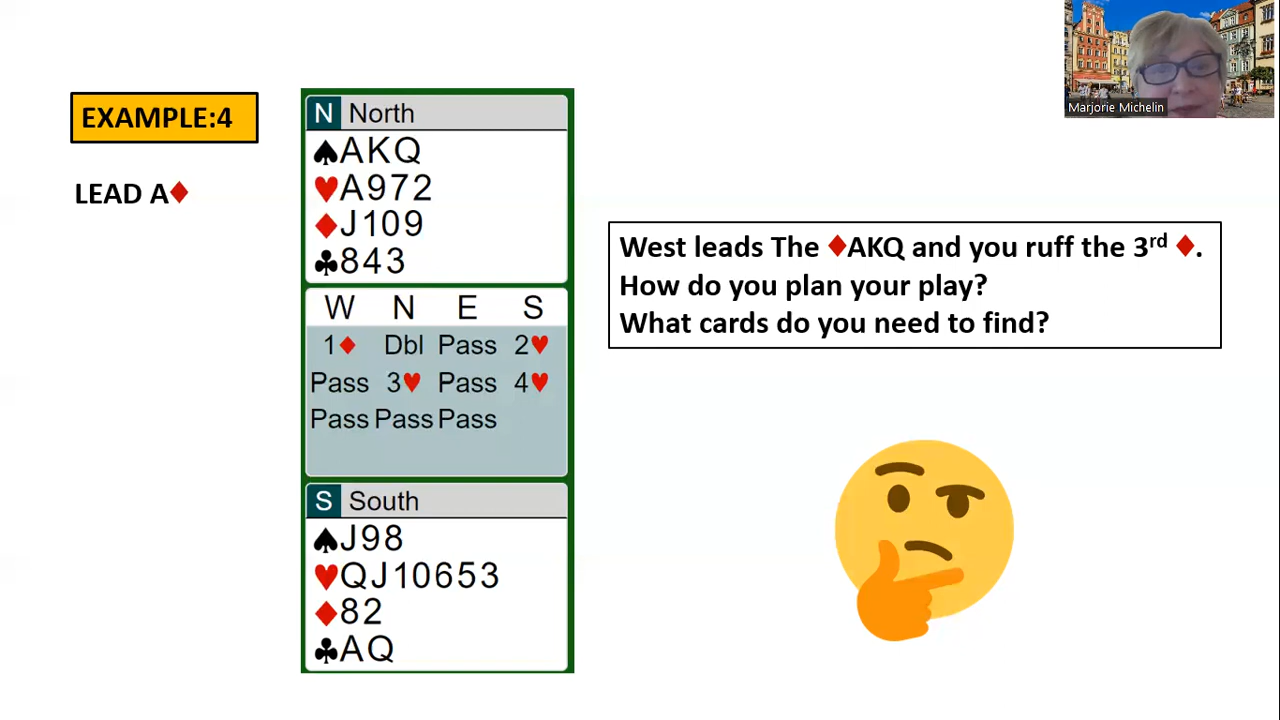 Marjorie Michelin
EXAMPLE:4
LEAD A♦
N North
♠AKQ
♥A972
♦J109
♣843
W N E S
1♦ Dbl Pass 2♥
Pass 3♥ Pass 4♥
Pass Pass Pass
S South
♠J98
♥QJ10653
♦82
♣AQ
West leads The ♦AKQ and you ruff the 3rd ♦.
How do you plan your play?
What cards do you need to find?